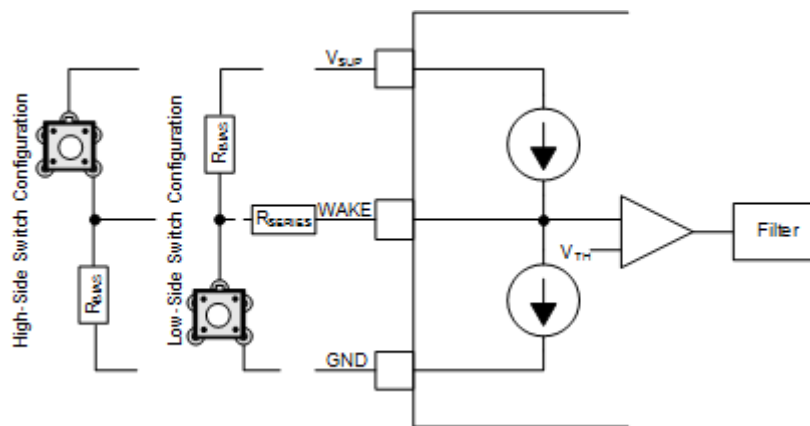 High-Side Switch Configuration
RBIAS
Low-Side Switch Configuration
RBIAS
RSERIES
VSUP
WAKE
GND
VTH
Filter